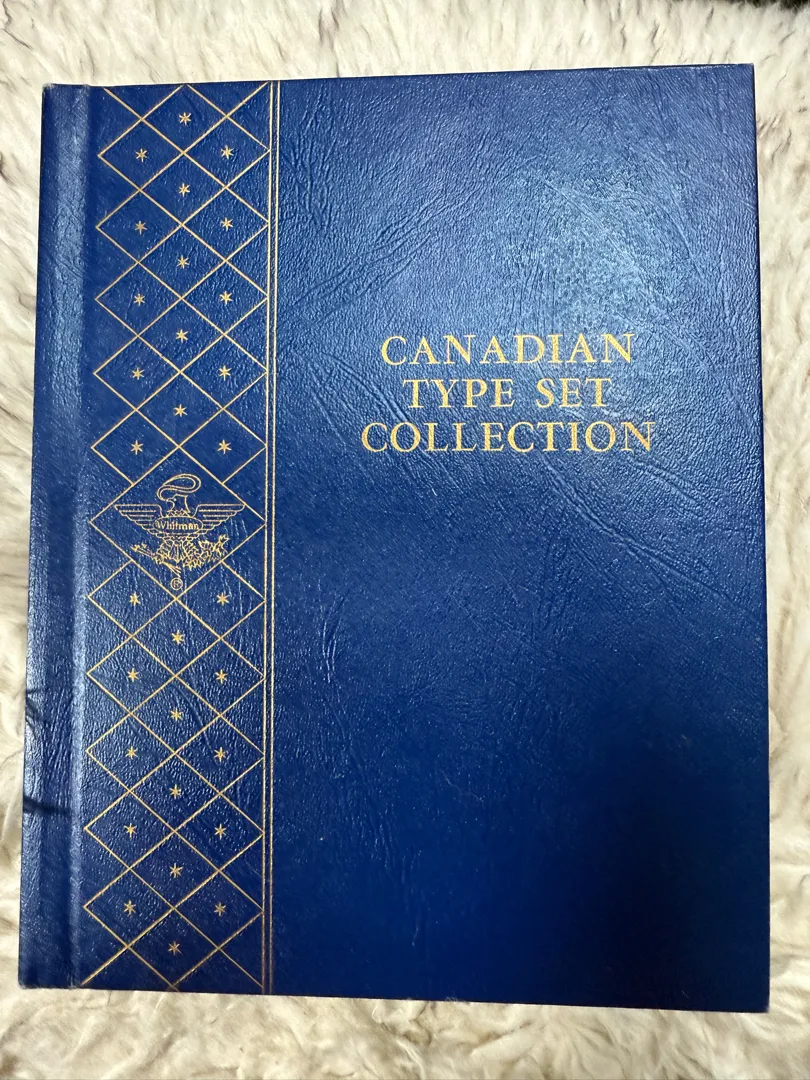 CANADIAN
TYPE SET
COLLECTION
Whitman
®